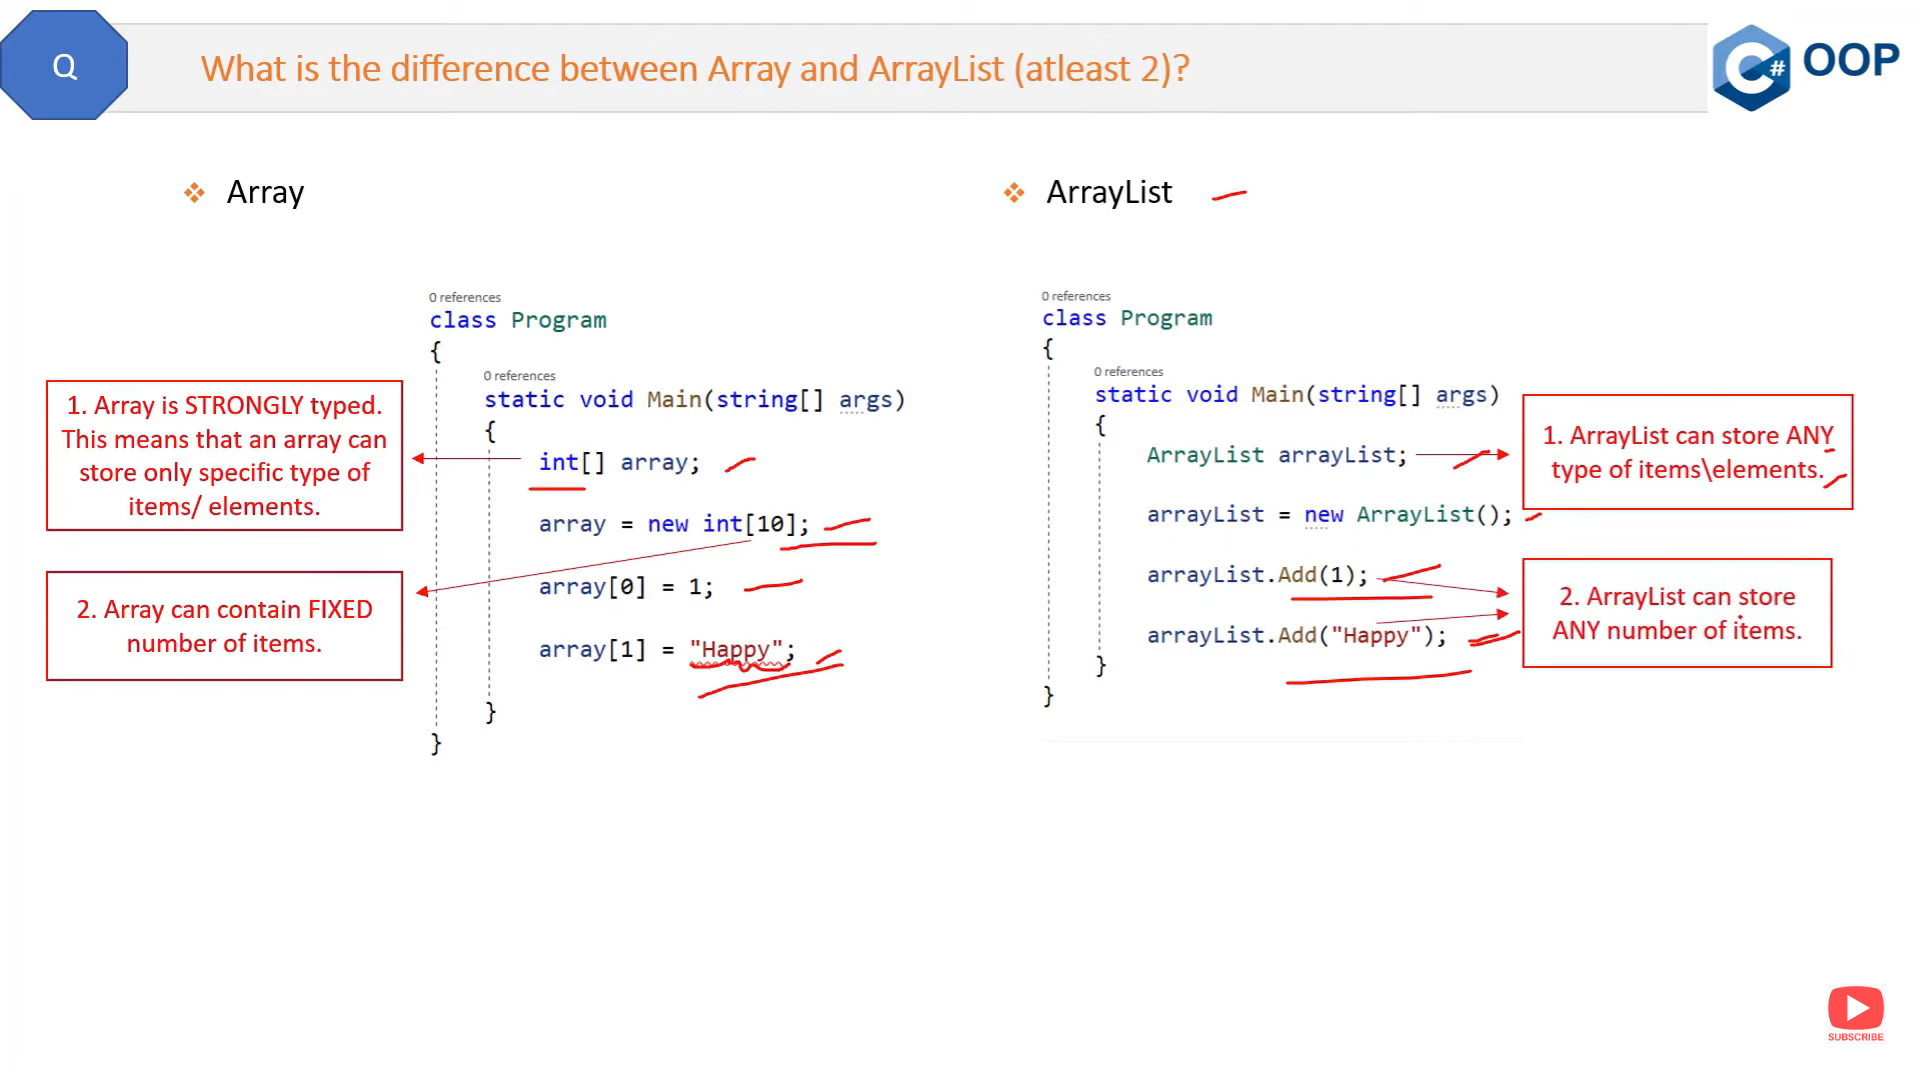 Q
What is the difference between Array and ArrayList (atleast 2)?
C#
OOP
Array
0 references
class Program
{
0 references
static void Main(string[] args)
{
int[] array;
array = new int[10];
array[0] = 1;
array[1] = "Happy";
}
}
1. Array is STRONGLY typed.
This means that an array can
store only specific type of
items/ elements.
2. Array can contain FIXED
number of items.
ArrayList
0 references
class Program
{
0 references
static void Main(string[] args)
{
ArrayList arrayList;
arrayList = new ArrayList();
arrayList.Add(1);
arrayList.Add("Happy");
}
}
1. ArrayList can store ANY
type of items\elements.
2. ArrayList can store
ANY number of items.
SUBSCRIBE